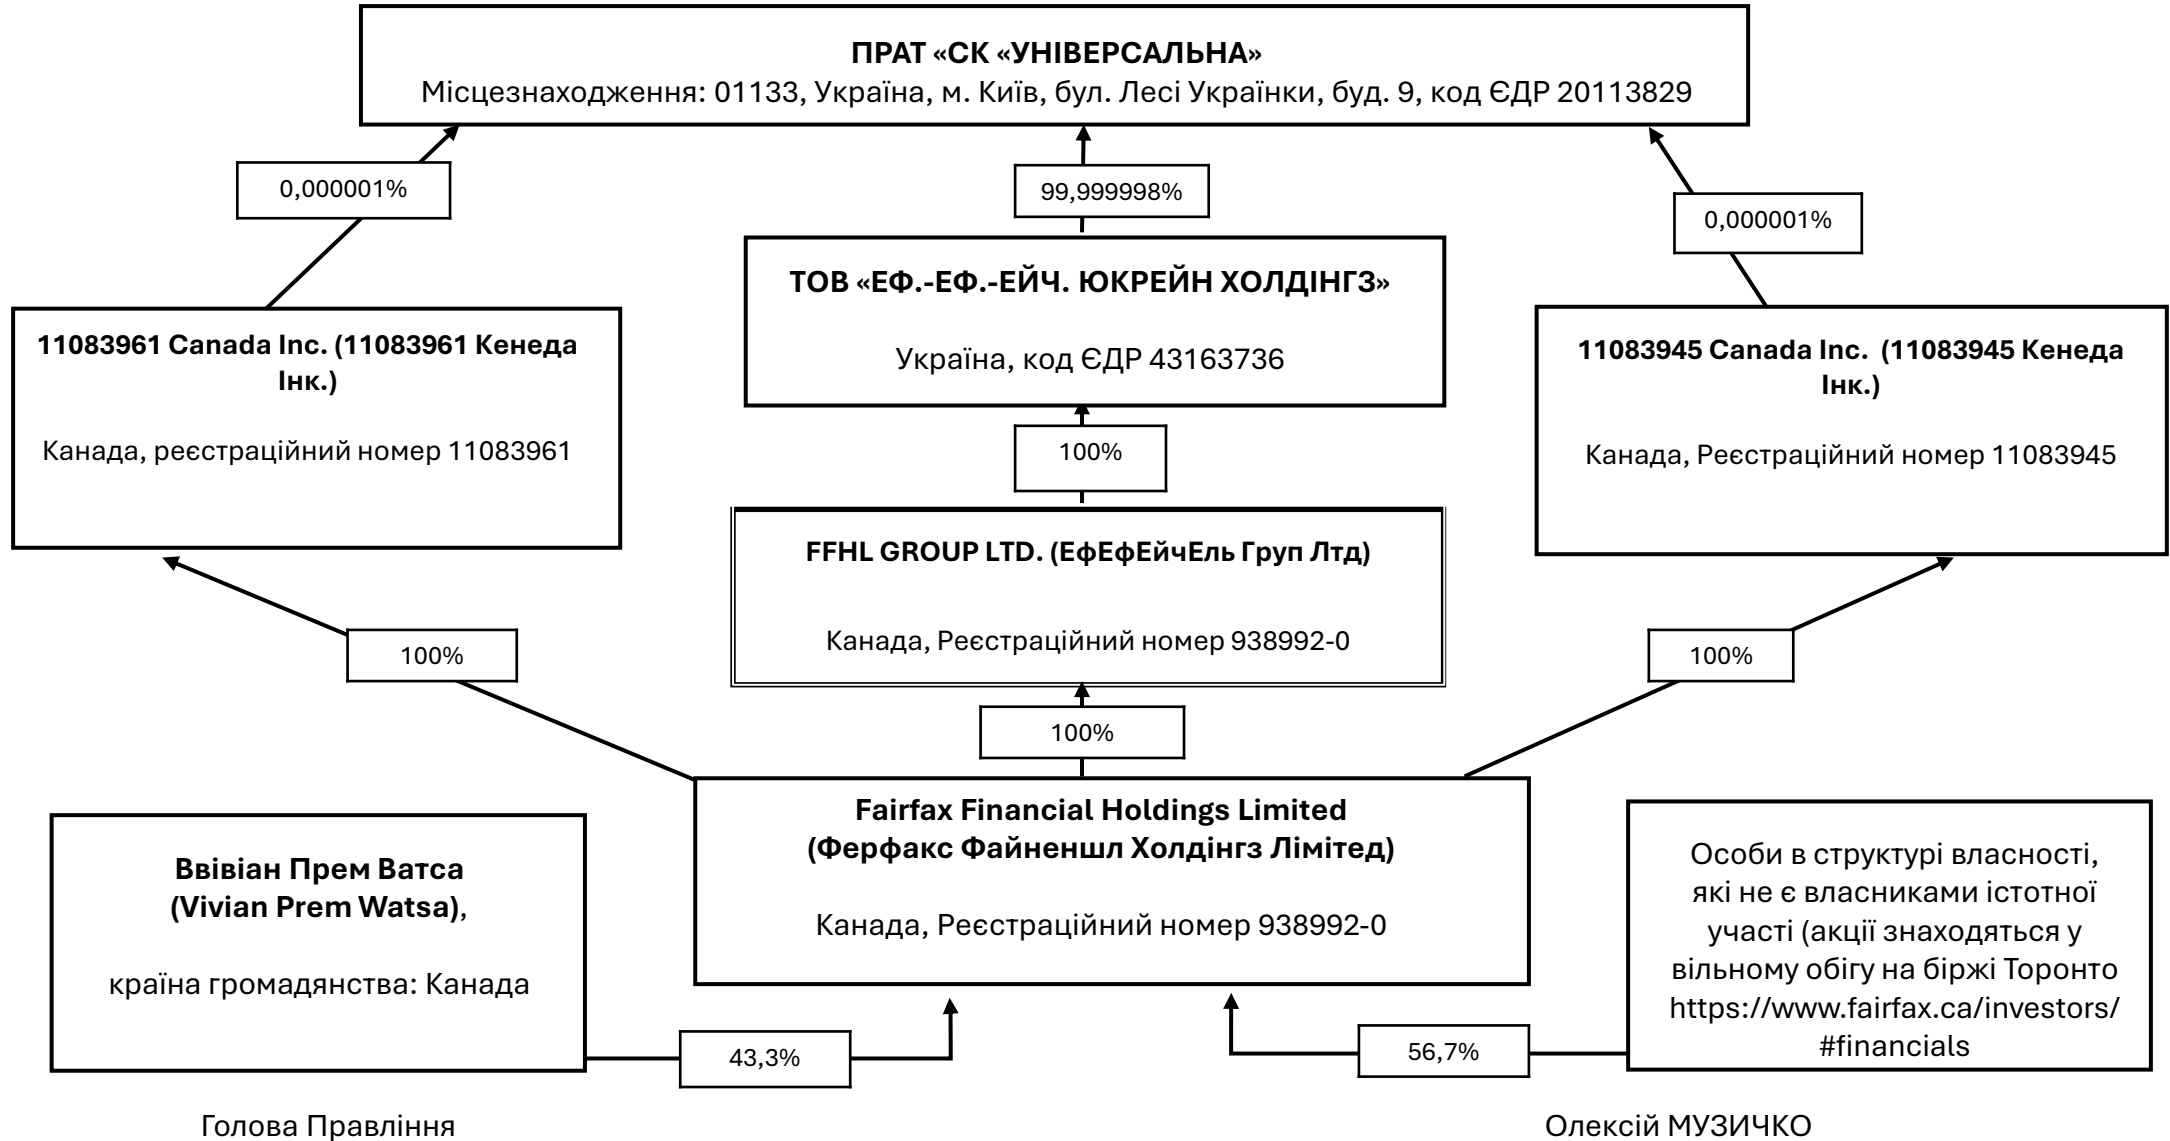 ПРАТ «СК «УНІВЕРСАЛЬНА»
Місцезнаходження: 01133, Україна, м. Київ, бул. Лесі Українки, буд. 9, код ЄДР 20113829
0,000001%
99,999998%
0,000001%
11083961 Canada Inc. (11083961 Кенеда
Інк.)
Канада, реєстраційний номер 11083961
ТОВ «ЕФ.-ЕФ.-ЕЙЧ. ЮКРЕЙН ХОЛДІНГЗ»
Україна, код ЄДР 43163736
11083945 Canada Inc. (11083945 Кенеда
Інк.)
Канада, Реєстраційний номер 11083945
100%
FFHL GROUP LTD. (ЕфЕфЕйчЕль Груп Лтд)
Канада, Реєстраційний номер 938992-0
100%
100%
100%
Ввівіан Прем Ватса
(Vivian Prem Watsa),
країна громадянства: Канада
Fairfax Financial Holdings Limited
(Ферфакс Файненшл Холдінгз Лімітед)
Канада, Реєстраційний номер 938992-0
Особи в структурі власності,
які не є власниками істотної
участі (акції знаходяться у
вільному обігу на біржі Торонто
https://www.fairfax.ca/investors/
#financials
43,3%
56,7%
Голова Правління
Олексій МУЗИЧКО